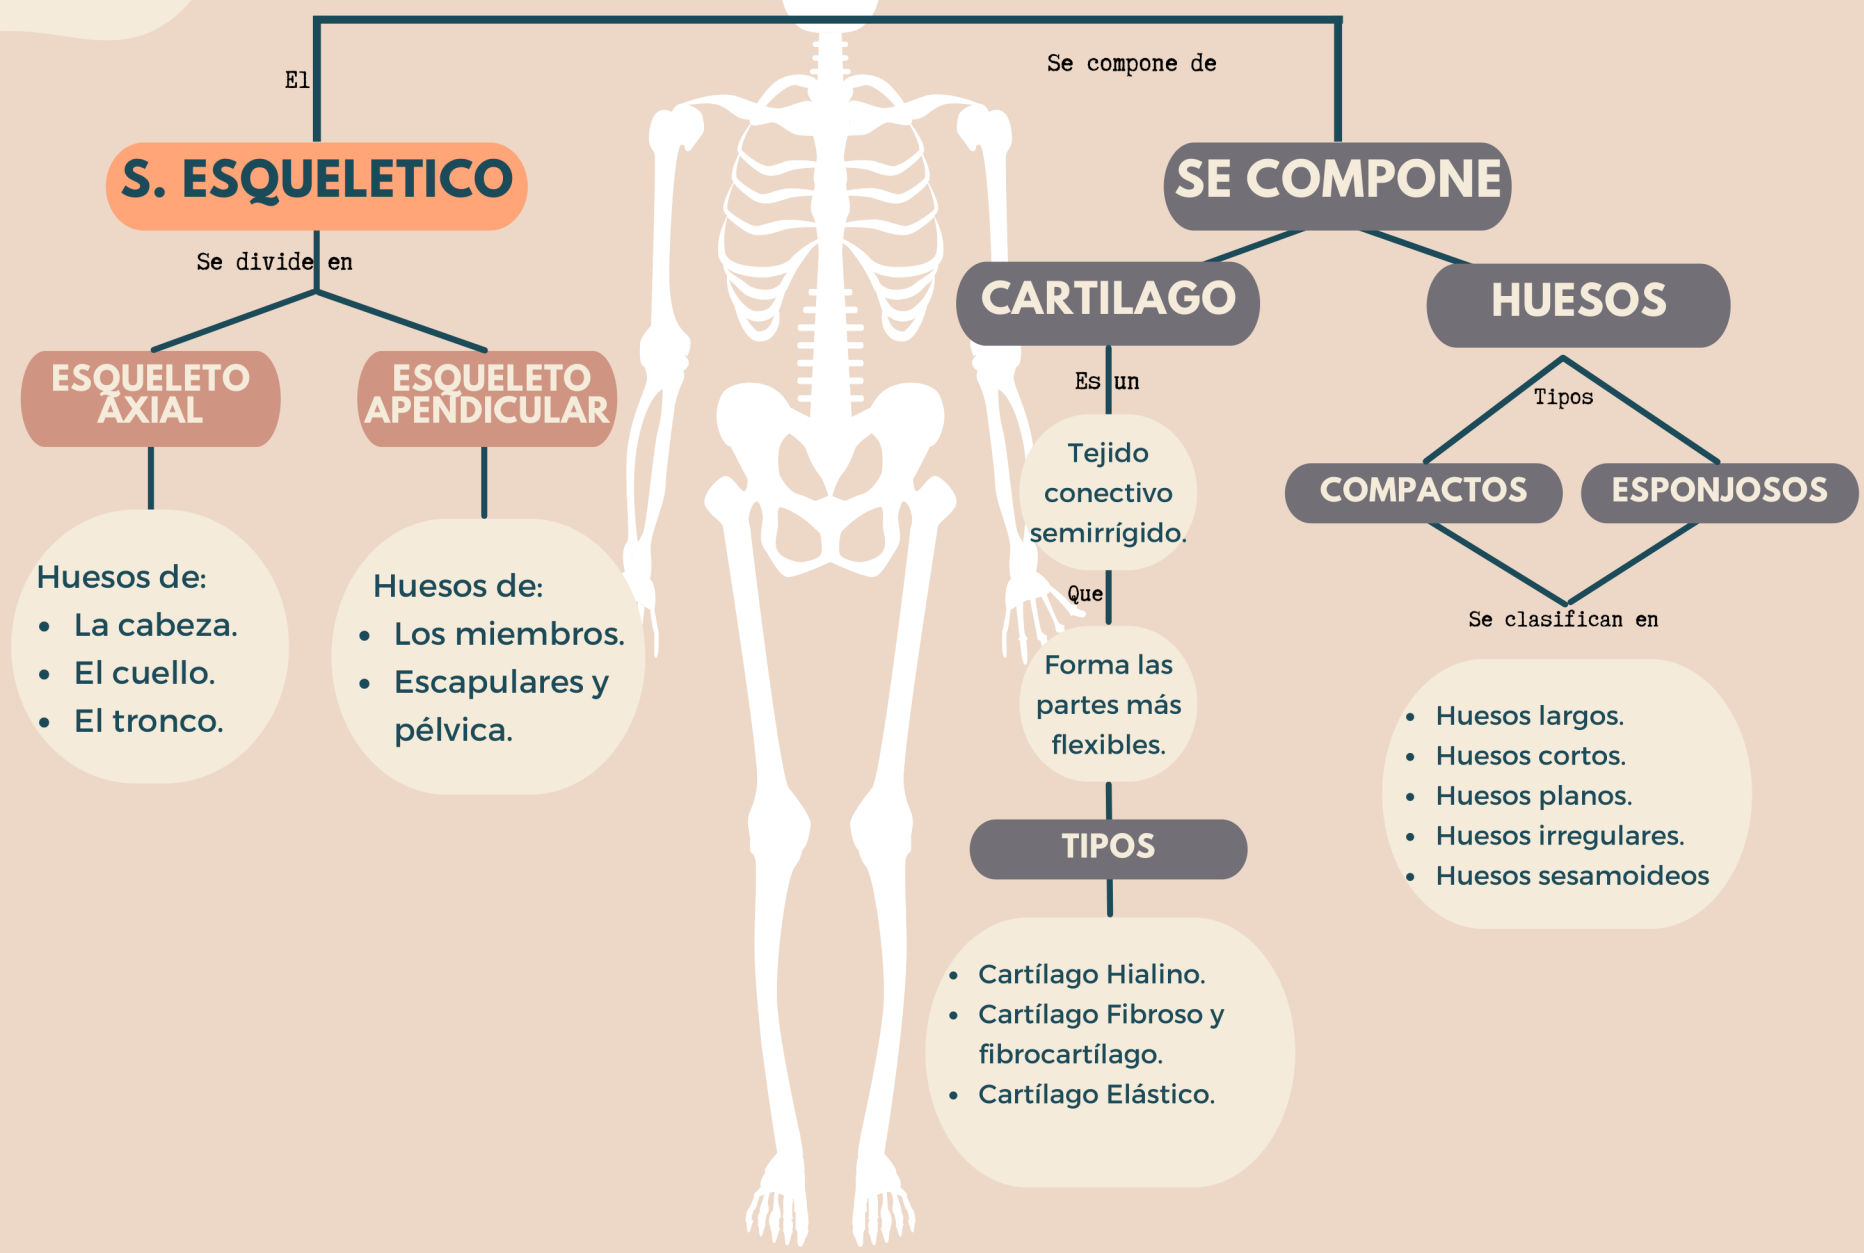 El
Se compone de
S. ESQUELETICO
Se divide en
ESQUELETO
AXIAL
ESQUELETO
APENDICULAR
Huesos de:
• La cabeza.
• El cuello.
• El tronco.
Huesos de:
• Los miembros.
• Escapulares y
pélvica.
SE COMPONE
CARTILAGO
Es un
Tejido
conectivo
semirrígido.
Que
Forma las
partes más
flexibles.
TIPOS
• Cartílago Hialino.
• Cartílago Fibroso y
fibrocartílago.
• Cartílago Elástico.
HUESOS
Tipos
COMPACTOS
ESPONJOSOS
Se clasifican en
• Huesos largos.
• Huesos cortos.
• Huesos planos.
• Huesos irregulares.
• Huesos sesamoideos